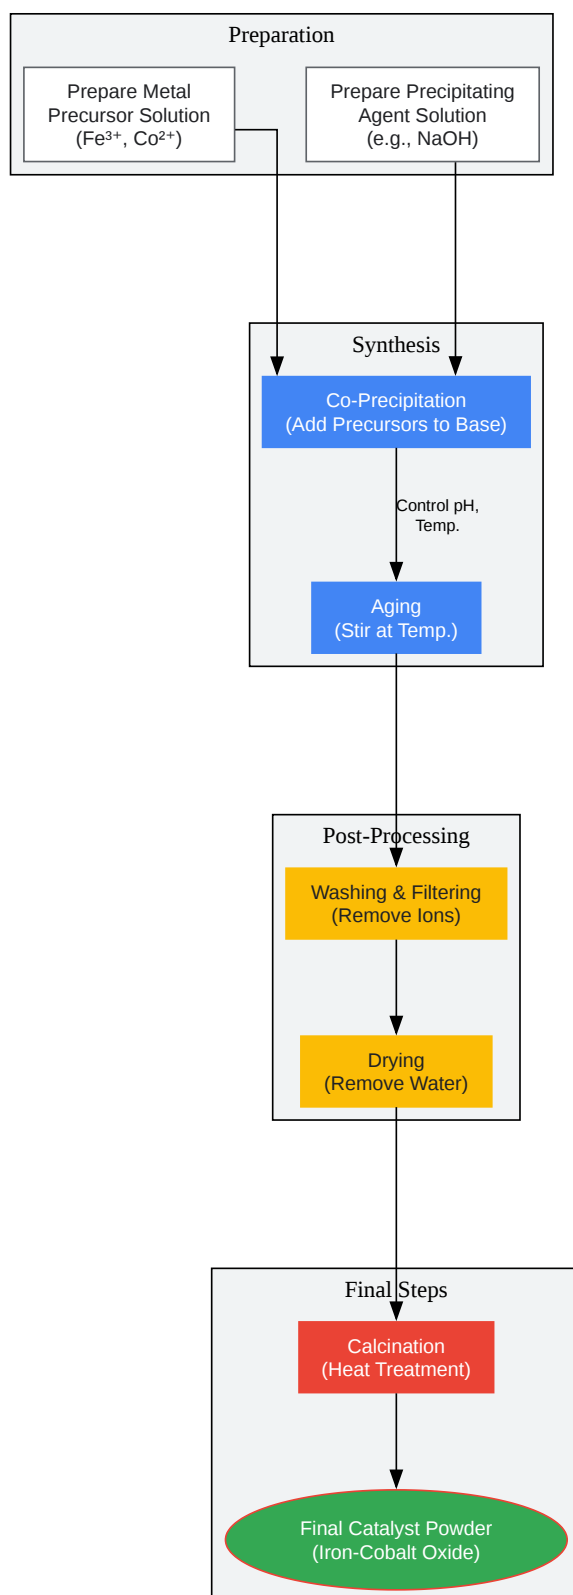 Preparation
Prepare Metal
Precursor Solution
(Fe³⁺, Co²⁺)
Prepare Precipitating
Agent Solution
(e.g., NaOH)
Synthesis
Co-Precipitation
(Add Precursors to Base)
Control pH,
Temp.
Aging
(Stir at Temp.)
Post-Processing
Washing & Filtering
(Remove Ions)
Drying
(Remove Water)
Final Steps
Calcination
(Heat Treatment)
Final Catalyst Powder
(Iron-Cobalt Oxide)